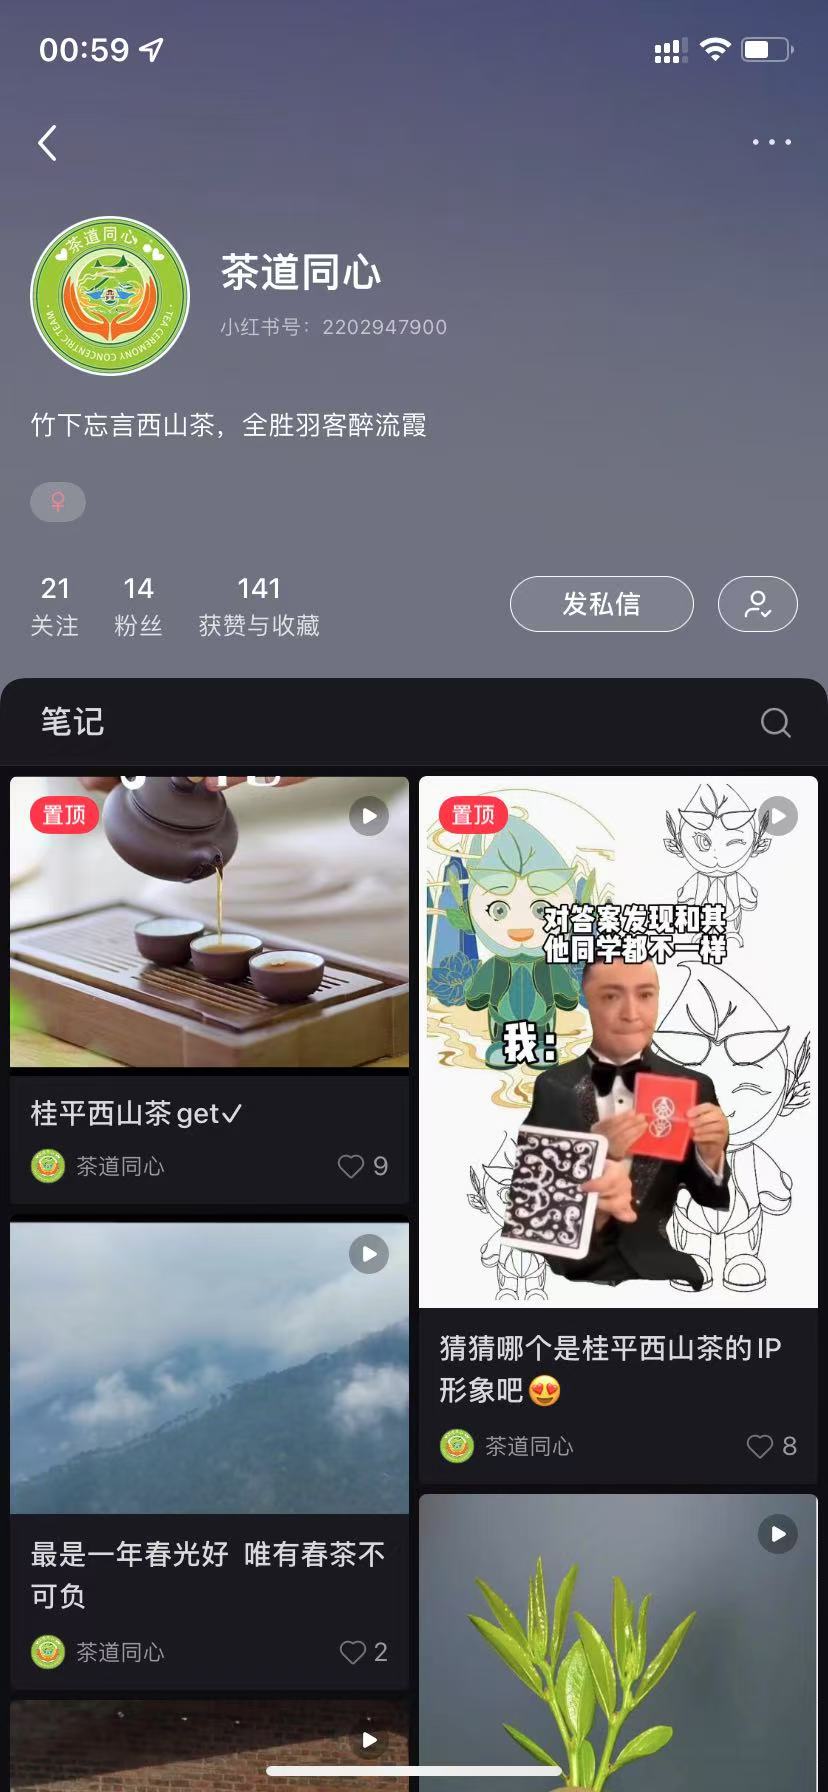 00:59
茶道同心
TEA CEREMONY CONCENTRIC TEAM
茶道同心
小红书号：2202947900
竹下忘言西山茶，全胜羽客醉流霞
21
关注
14
粉丝
141
获赞与收藏
发私信
笔记
置顶
桂平西山茶get✓
茶道同心
9
置顶
对答案发现和其
他同学都不一样
我：
猜猜哪个是桂平西山茶的IP
形象吧😍
茶道同心
8
最是一年春光好 唯有春茶不
可负
茶道同心
2